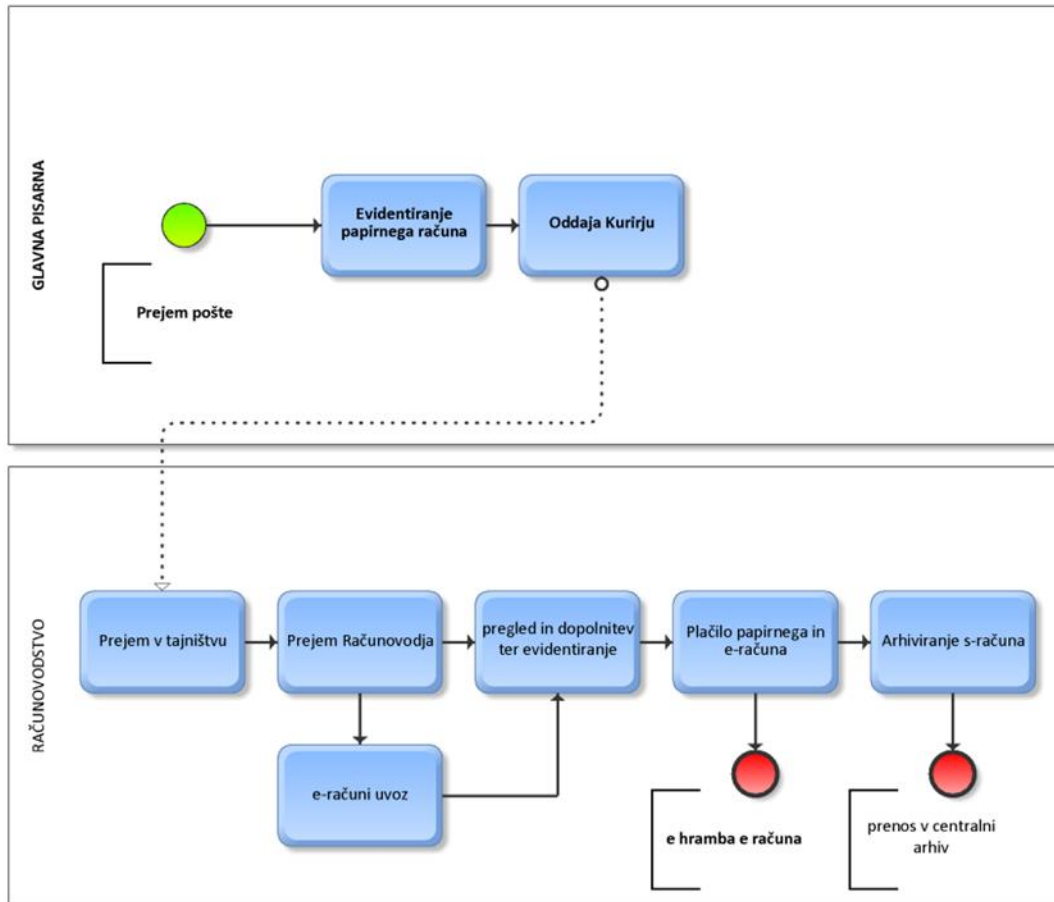 GLAVNA PISARNA
Evidentiranje
papirnega računa
Oddaja Kurirju
Prejem pošte
RAČUNOVODSTVO
Prejem v tajništvu
Prejem Računovodja
pregled in dopolnitev
ter evidentiranje
Plačilo papirnega in
e-računa
Arhiviranje s-računa
e-računi uvoz
e hramba e računa
prenos v centralni
arhiv